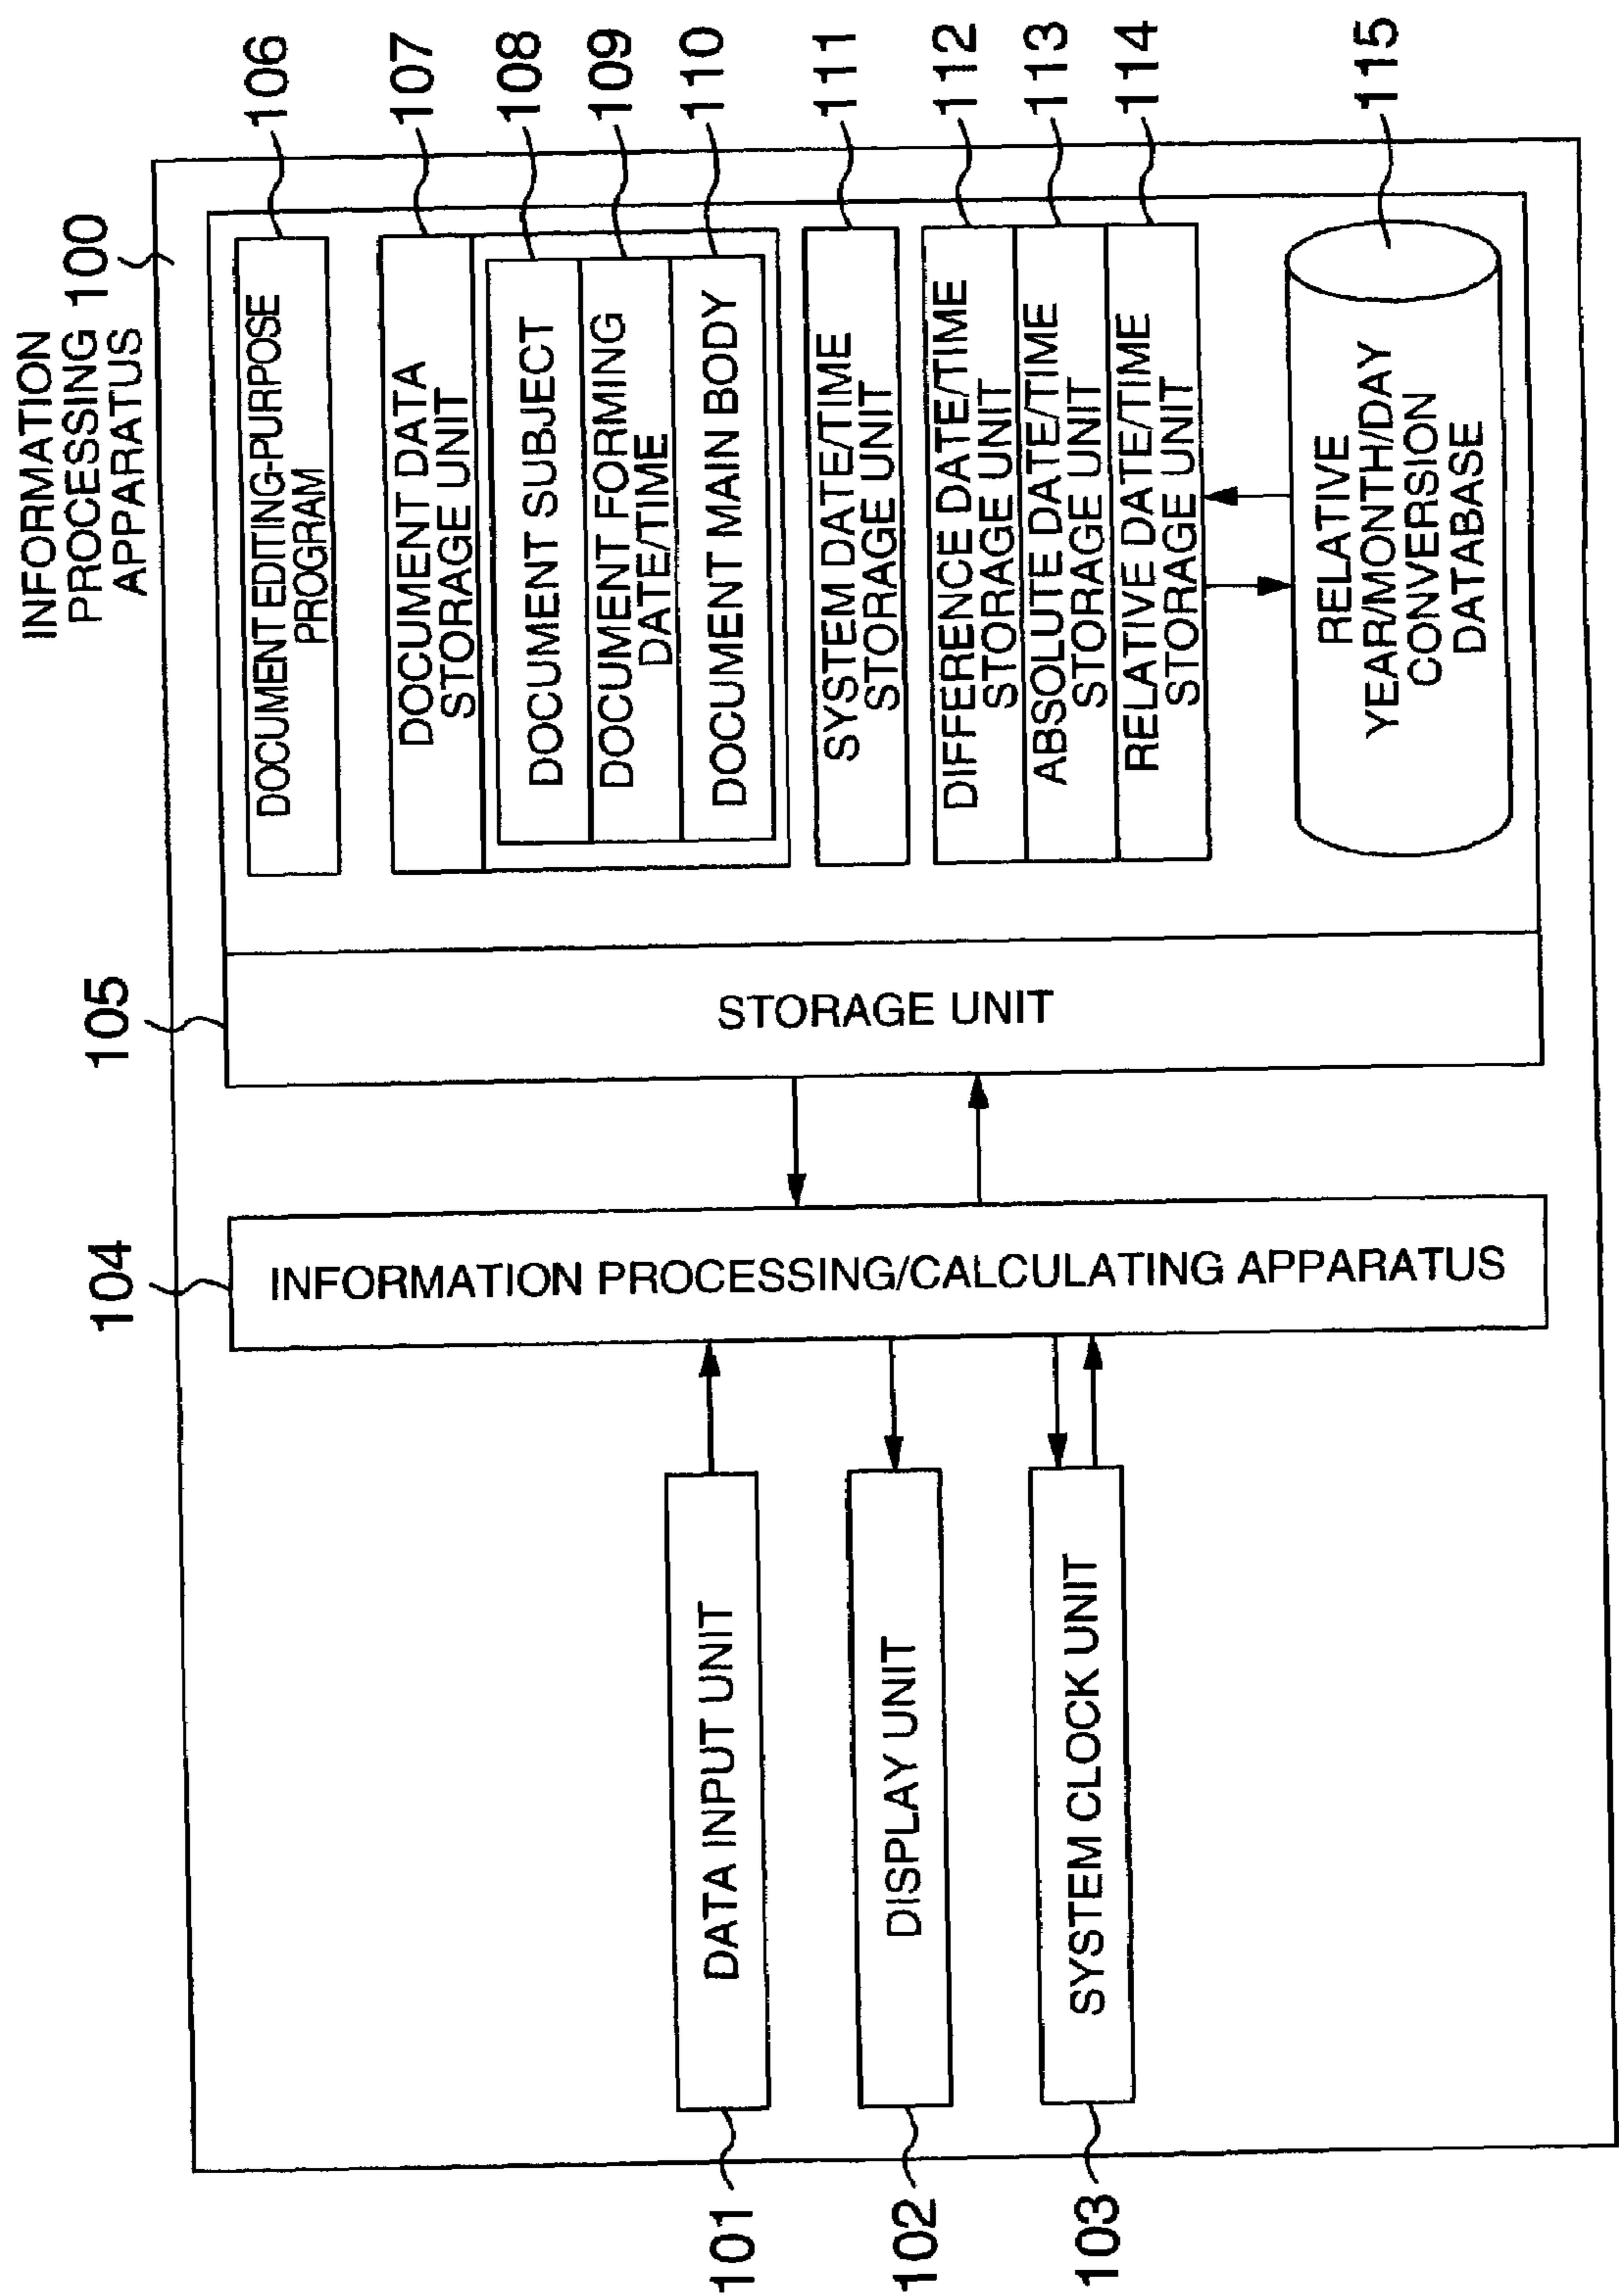 INFORMATION
PROCESSING 100
APPARATUS
101
DATA INPUT UNIT
102
DISPLAY UNIT
103
SYSTEM CLOCK UNIT
104
INFORMATION PROCESSING/CALCULATING APPARATUS
105
STORAGE UNIT
DOCUMENT EDITING-PURPOSE
PROGRAM
106
DOCUMENT DATA
STORAGE UNIT
107
DOCUMENT SUBJECT
108
DOCUMENT FORMING
DATE/TIME
109
DOCUMENT MAIN BODY
110
SYSTEM DATE/TIME
STORAGE UNIT
111
DIFFERENCE DATE/TIME
STORAGE UNIT
112
ABSOLUTE DATE/TIME
STORAGE UNIT
113
RELATIVE DATE/TIME
STORAGE UNIT
114
RELATIVE
YEAR/MONTH/DAY
CONVERSION
DATABASE
115